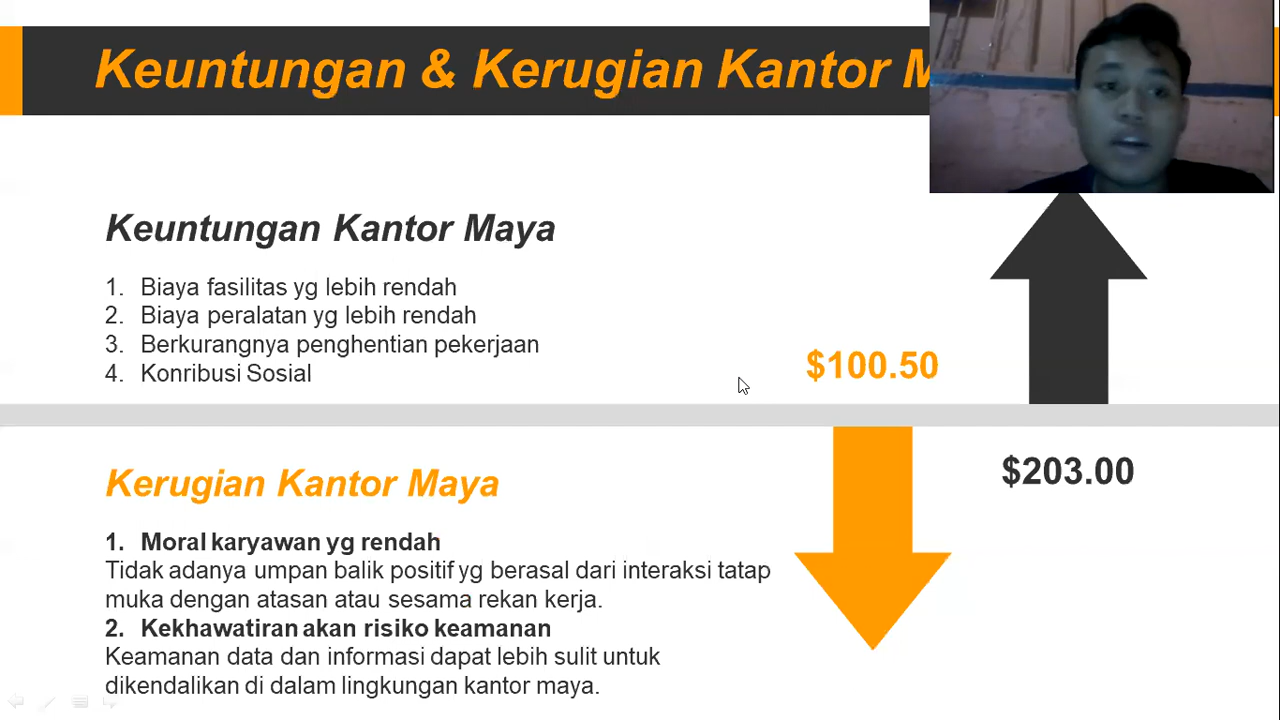 Keuntungan & Kerugian Kantor
Keuntungan Kantor Maya
1. Biaya fasilitas yg lebih rendah
2. Biaya peralatan yg lebih rendah
3. Berkurangnya penghentian pekerjaan
4. Konribusi Sosial
$100.50
$203.00
Kerugian Kantor Maya
1. Moral karyawan yg rendah
Tidak adanya umpan balik positif yg berasal dari interaksi tatap
muka dengan atasan atau sesama rekan kerja.
2. Kekhawatiran akan risiko keamanan
Keamanan data dan informasi dapat lebih sulit untuk
dikendalikan di dalam lingkungan kantor maya.